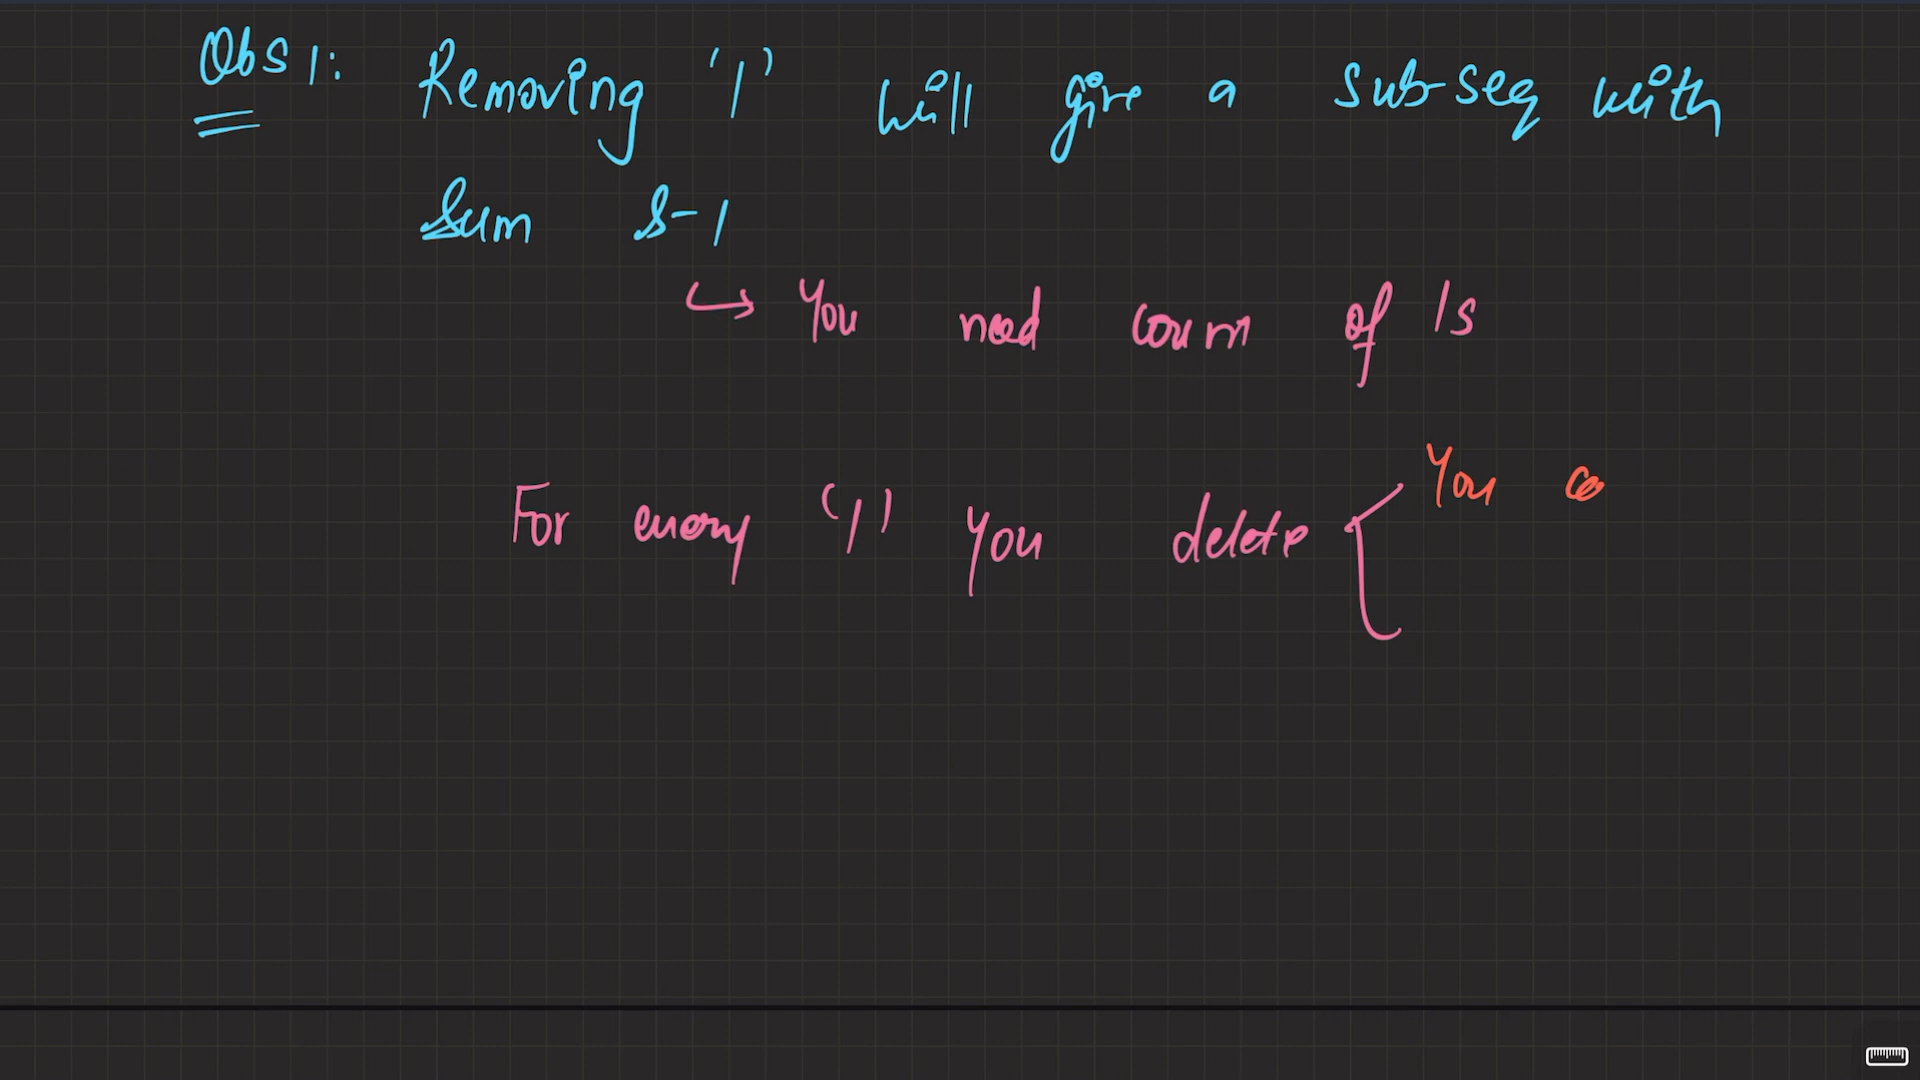 Obs 1: Removing '1' will give a sub-seq with
Sum S-1
↪ You need count of 1s
You
For every '1' you delete